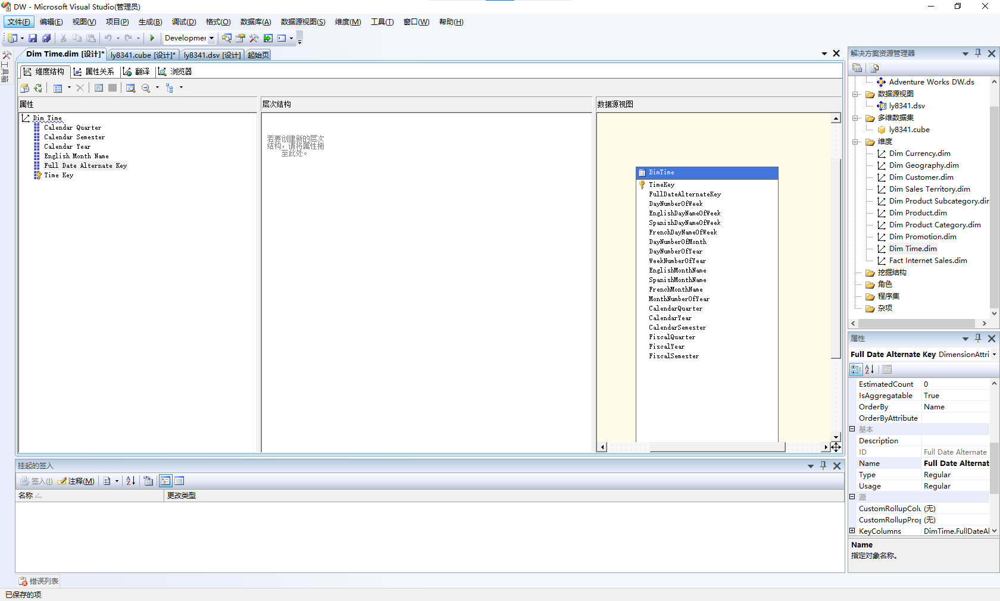 DW - Microsoft Visual Studio(管理员)
文件(F) 编辑(E) 视图(V) 项目(P) 生成(B) 调试(D) 格式(O) 数据库(A) 数据源视图(S) 维度(M) 工具(T) 窗口(W) 帮助(H)
Developmer
工具箱
Dim Time.dim [设计]* ly8341.cube [设计]* ly8341.dsv [设计] 起始页
维度结构 属性关系 翻译 浏览器
属性
Dim Time
Calendar Quarter
Calendar Semester
Calendar Year
English Month Name
Full Date Alternate Key
Time Key
层次结构
若要创建新的层次
结构，请将属性拖
至此处。
数据源视图
DimTime
TimeKey
FullDateAlternateKey
DayNumberOfWeek
EnglishDayNameOfWeek
SpanishDayNameOfWeek
FrenchDayNameOfWeek
DayNumberOfMonth
DayNumberOfYear
WeekNumberOfYear
EnglishMonthName
SpanishMonthName
FrenchMonthName
MonthNumberOfYear
CalendarQuarter
CalendarYear
CalendarSemester
FiscalQuarter
FiscalYear
FiscalSemester
挂起的签入
签入(I) 注释(M)
名称 更改类型
错误列表
已保存的项
解决方案资源管理器
Adventure Works DW.ds
数据源视图
ly8341.dsv
多维数据集
ly8341.cube
维度
Dim Currency.dim
Dim Geography.dim
Dim Customer.dim
Dim Sales Territory.dim
Dim Product Subcategory.dir
Dim Product.dim
Dim Product Category.dim
Dim Promotion.dim
Dim Time.dim
Fact Internet Sales.dim
挖掘结构
角色
程序集
杂项
属性
Full Date Alternate Key DimensionAttri
EstimatedCount 0
IsAggregatable True
OrderBy Name
OrderByAttribute
基本
Description
ID Full Date Alternate
Name Full Date Alternat
Type Regular
Usage Regular
源
CustomRollupColu (无)
CustomRollupProp (无)
KeyColumns DimTime.FullDateAl
Name
指定对象名称。